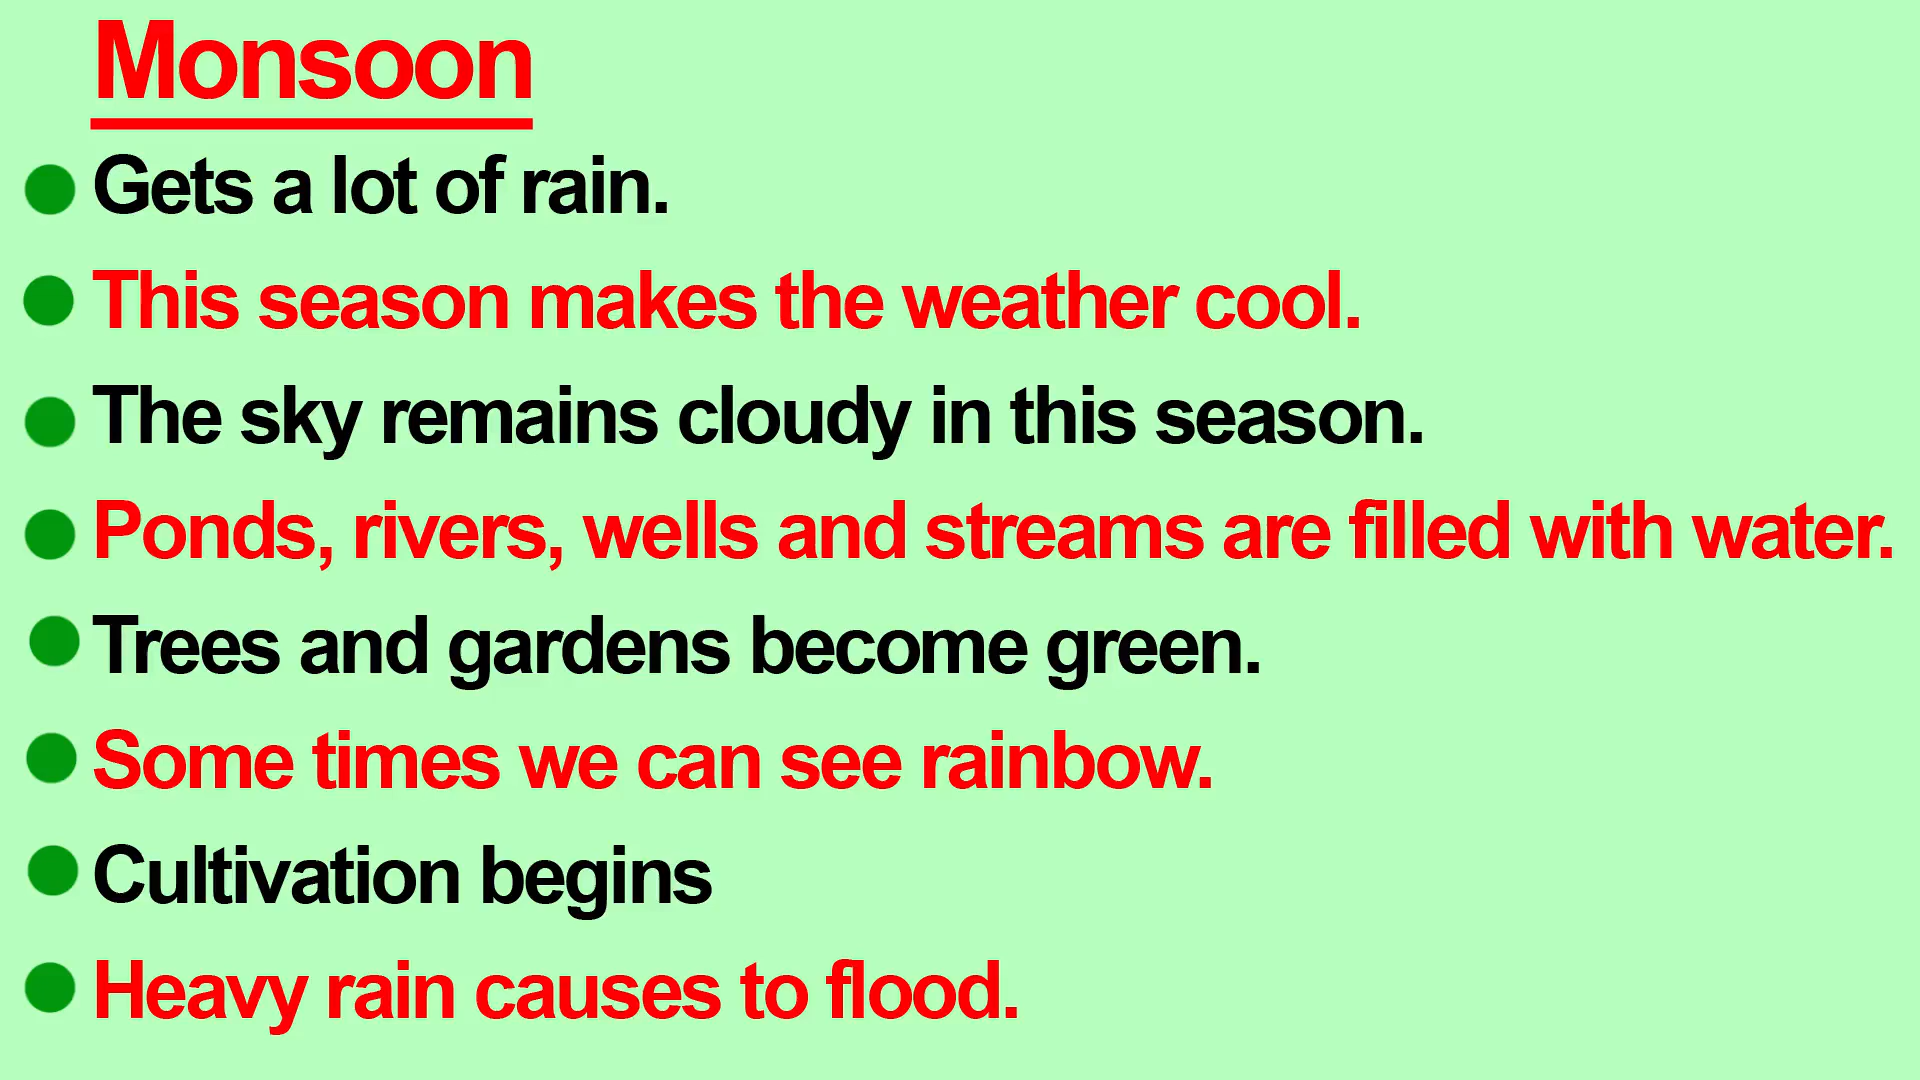 Monsoon
Gets a lot of rain.
This season makes the weather cool.
The sky remains cloudy in this season.
Ponds, rivers, wells and streams are filled with water.
Trees and gardens become green.
Some times we can see rainbow.
Cultivation begins
Heavy rain causes to flood.